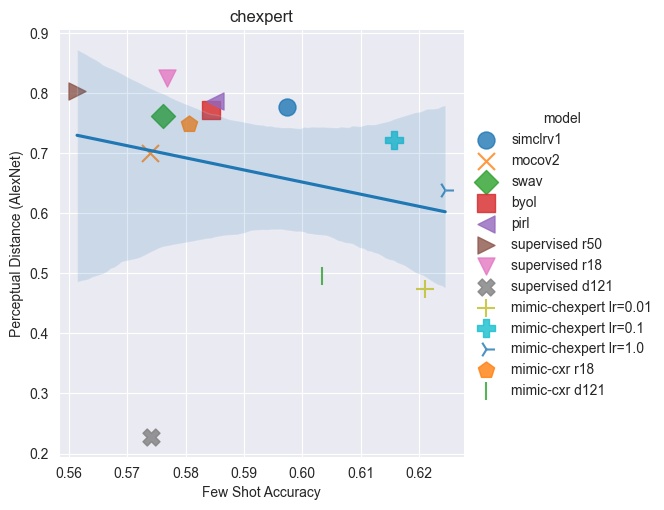 chexpert
0.9
0.8
0.7
0.6
0.5
0.4
0.3
0.2
Perceptual Distance (AlexNet)
0.56 0.57 0.58 0.59 0.60 0.61 0.62
Few Shot Accuracy
model
simclrv1
mocov2
swav
byol
pirl
supervised r50
supervised r18
supervised d121
mimic-chexpert lr=0.01
mimic-chexpert lr=0.1
mimic-chexpert lr=1.0
mimic-cxr r18
mimic-cxr d121